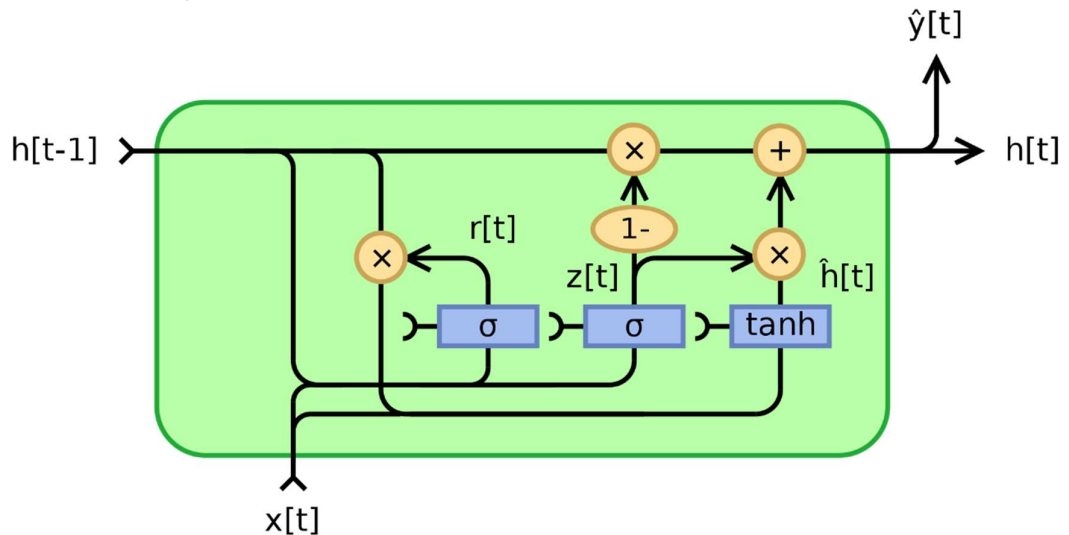 ŷ[t]
h[t-1]
×
+
h[t]
r[t]
1-
×
×
z[t]
ĥ[t]
σ
σ
tanh
x[t]